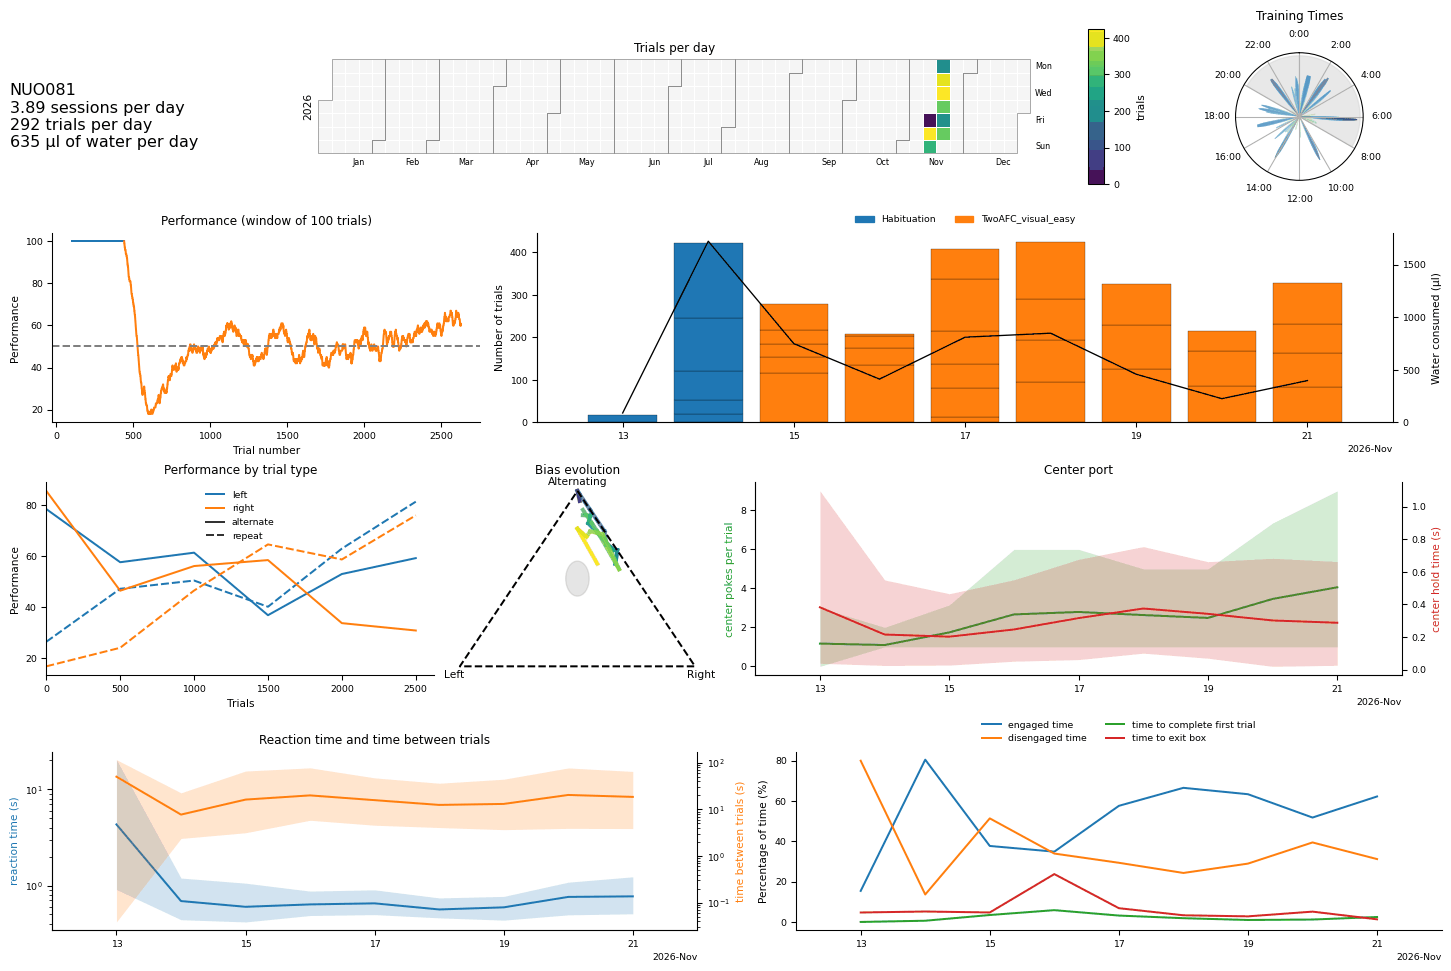 NUO081
3.89 sessions per day
292 trials per day
635 µl of water per day
Trials per day
2026
Mon
Wed
Fri
Sun
Jan Feb Mar Apr May Jun Jul Aug Sep Oct Nov Dec
400
300
200
100
0
trials
Training Times
0:00
2:00
4:00
6:00
8:00
10:00
12:00
14:00
16:00
18:00
20:00
22:00
Performance (window of 100 trials)
Performance
100
80
60
40
20
0 500 1000 1500 2000 2500
Trial number
Habituation TwoAFC_visual_easy
Number of trials
400
300
200
100
0
13 15 17 19 21
2026-Nov
1500
1000
500
0
Water consumed (µl)
Performance by trial type
Performance
80
60
40
20
left
right
alternate
repeat
0 500 1000 1500 2000 2500
Trials
Bias evolution
Alternating
Left Right
Center port
center pokes per trial
8
6
4
2
0
13 15 17 19 21
2026-Nov
1.0
0.8
0.6
0.4
0.2
0.0
center hold time (s)
Reaction time and time between trials
reaction time (s)
10¹
10⁰
13 15 17 19 21
2026-Nov
10²
10¹
10⁰
10⁻¹
time between trials (s)
engaged time time to complete first trial
disengaged time time to exit box
Percentage of time (%)
80
60
40
20
0
13 15 17 19 21
2026-Nov